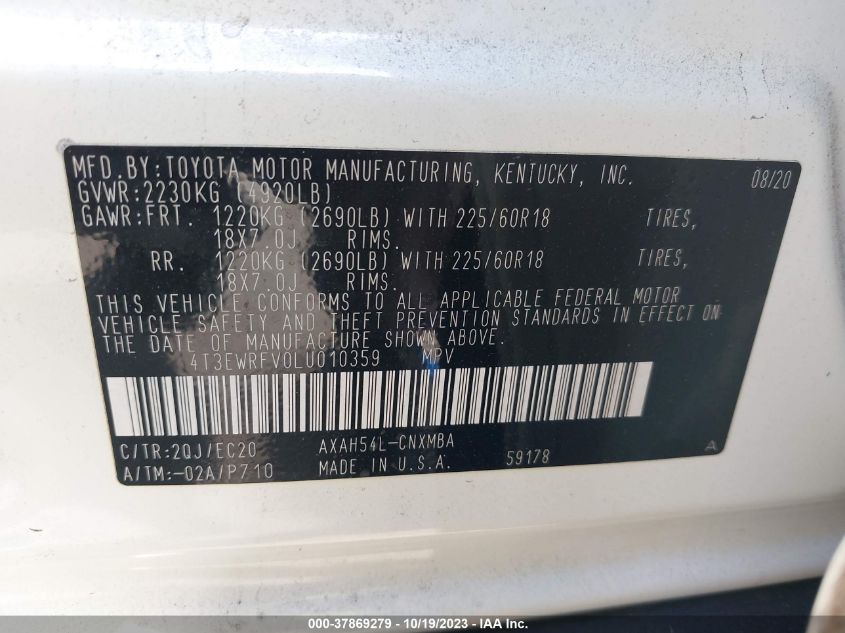 MFD.BY:TOYOTA MOTOR MANUFACTURING, KENTUCKY, INC. 08/20
GVWR:2230KG (4920LB)
GAWR:FRT. 1220KG (2690LB) WITH 225/60R18 TIRES,
18X7.0J RIMS.
RR. 1220KG (2690LB) WITH 225/60R18 TIRES,
18X7.0J RIMS.
THIS VEHICLE CONFORMS TO ALL APPLICABLE FEDERAL MOTOR
VEHICLE SAFETY AND THEFT PREVENTION STANDARDS IN EFFECT ON
THE DATE OF MANUFACTURE SHOWN ABOVE.
4T3EWRFV0LU010359 MPV
C/TR:2QJ/EC20 AXAH54L-CNXMBA A
A/TM:-02A/P710 MADE IN U.S.A. 59178
000-37869279 - 10/19/2023 - IAA Inc.